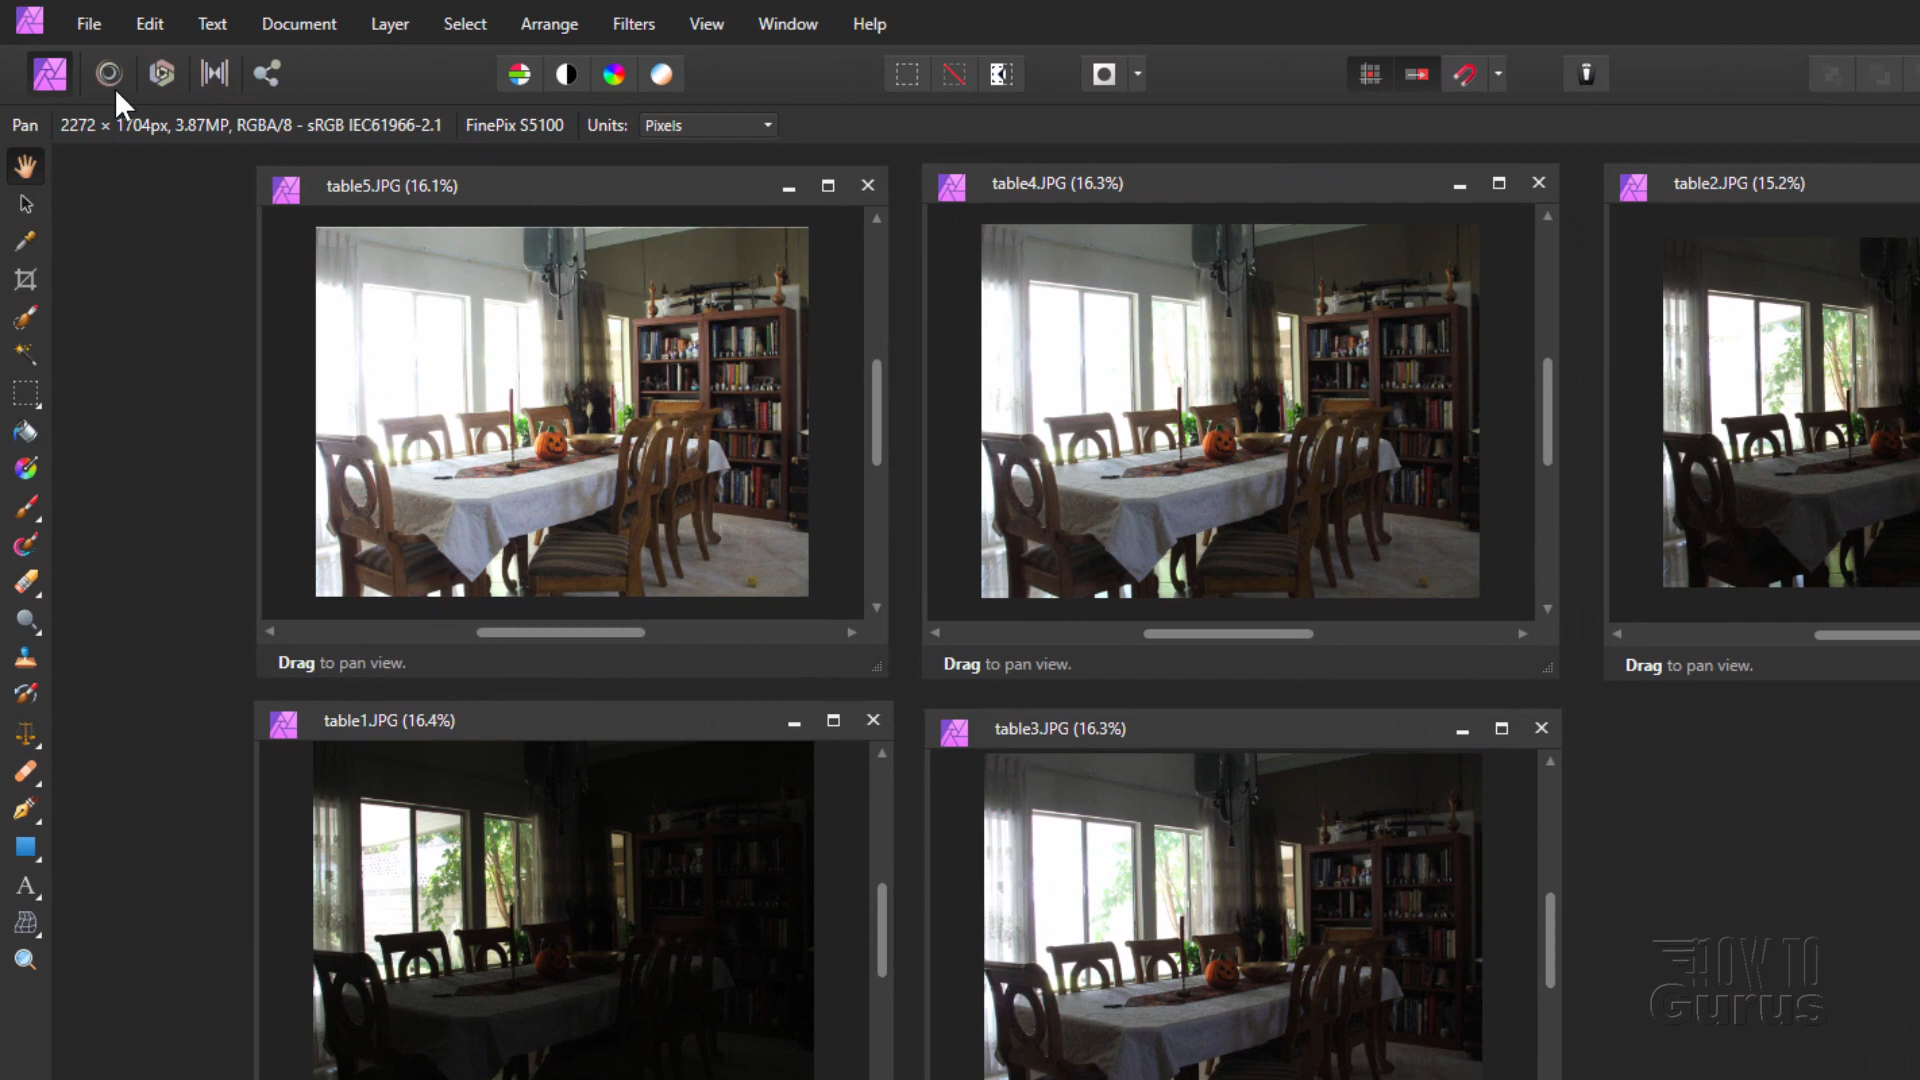 File Edit Text Document Layer Select Arrange Filters View Window Help
Pan 2272 × 1704px, 3.87MP, RGBA/8 - sRGB IEC61966-2.1 FinePix S5100 Units: Pixels
table5.JPG (16.1%)
table4.JPG (16.3%)
table2.JPG (15.2%)
Drag to pan view.
Drag to pan view.
Drag to pan view.
table1.JPG (16.4%)
table3.JPG (16.3%)
HOW TO
Gurus